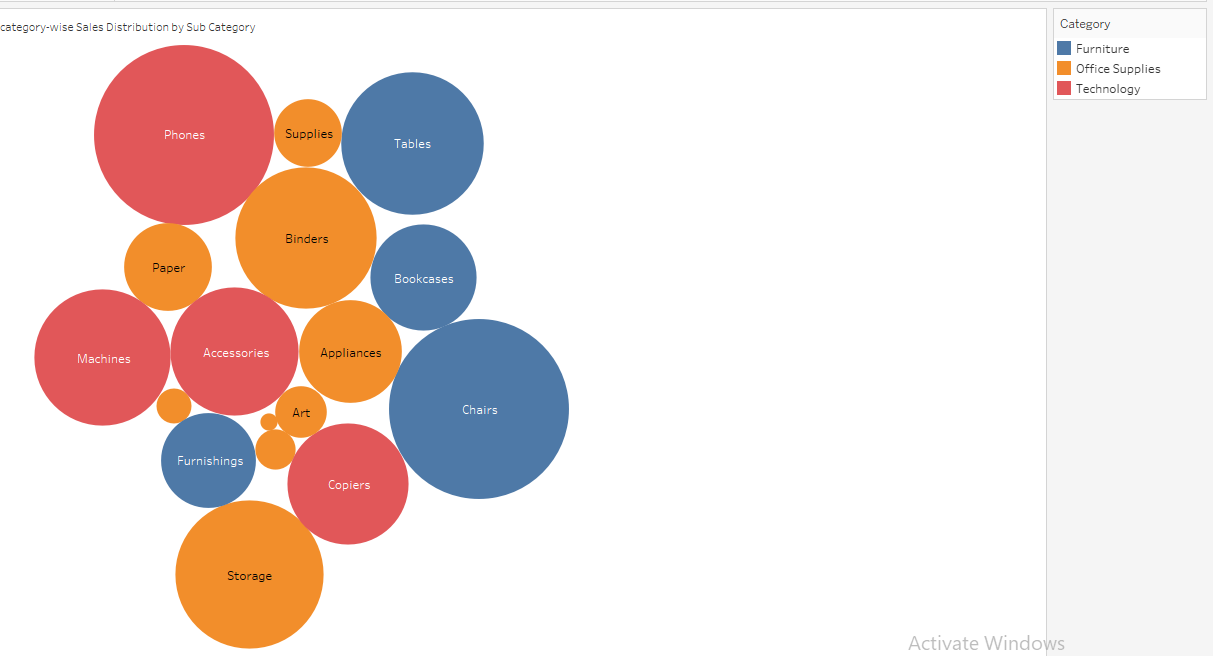 category-wise Sales Distribution by Sub Category
Category
Furniture
Office Supplies
Technology
Phones
Supplies
Tables
Binders
Paper
Bookcases
Machines
Accessories
Appliances
Chairs
Art
Furnishings
Copiers
Storage
Activate Windows